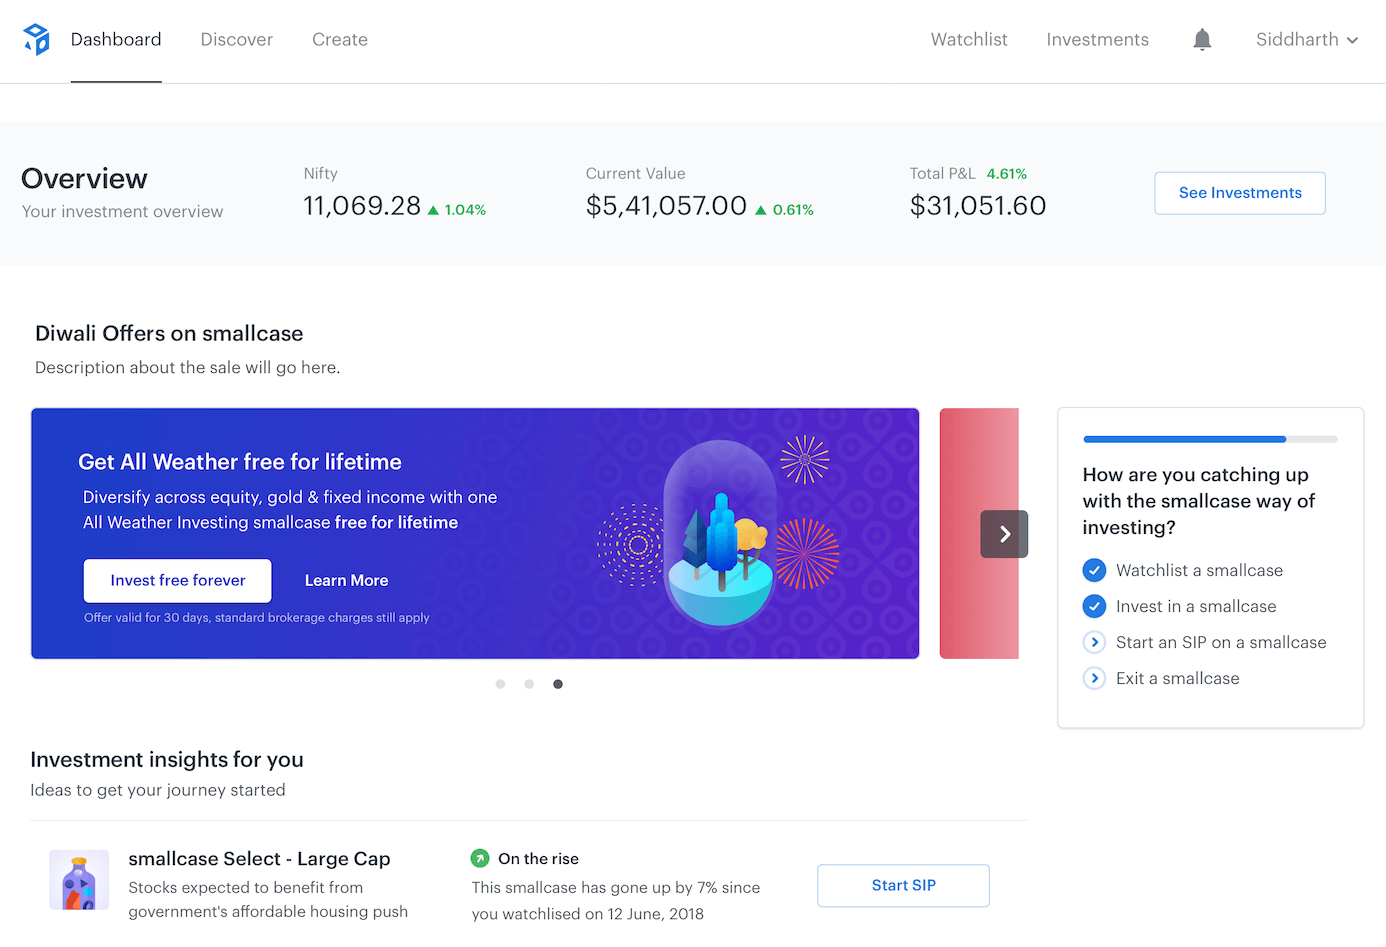 Dashboard
Discover
Create
Watchlist
Investments
Siddharth
Overview
Your investment overview
Nifty
11,069.28 ▲ 1.04%
Current Value
$5,41,057.00 ▲ 0.61%
Total P&L 4.61%
$31,051.60
See Investments
Diwali Offers on smallcase
Description about the sale will go here.
Get All Weather free for lifetime
Diversify across equity, gold & fixed income with one
All Weather Investing smallcase free for lifetime
Invest free forever
Learn More
Offer valid for 30 days, standard brokerage charges still apply
How are you catching up
with the smallcase way of
investing?
Watchlist a smallcase
Invest in a smallcase
Start an SIP on a smallcase
Exit a smallcase
Investment insights for you
Ideas to get your journey started
smallcase Select - Large Cap
Stocks expected to benefit from
government's affordable housing push
On the rise
This smallcase has gone up by 7% since
you watchlised on 12 June, 2018
Start SIP